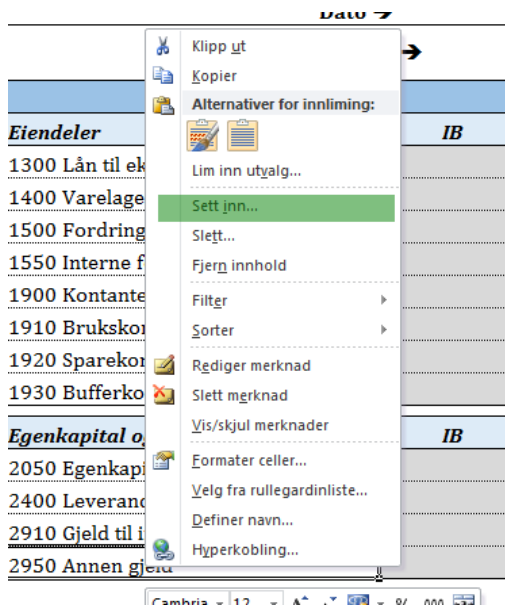 Dato →
→
Eiendeler IB
1300 Lån til ek
1400 Varelage
1500 Fordring
1550 Interne f
1900 Kontante
1910 Brukskor
1920 Sparekor
1930 Bufferko
Egenkapital o IB
2050 Egenkapi
2400 Leverand
2910 Gjeld til i
2950 Annen gjeld
Klipp ut
Kopier
Alternativer for innliming:
Lim inn utvalg...
Sett inn...
Slett...
Fjern innhold
Filter
Sorter
Rediger merknad
Slett merknad
Vis/skjul merknader
Formater celler...
Velg fra rullegardinliste...
Definer navn...
Hyperkobling...
Cambria 12 A A % 000